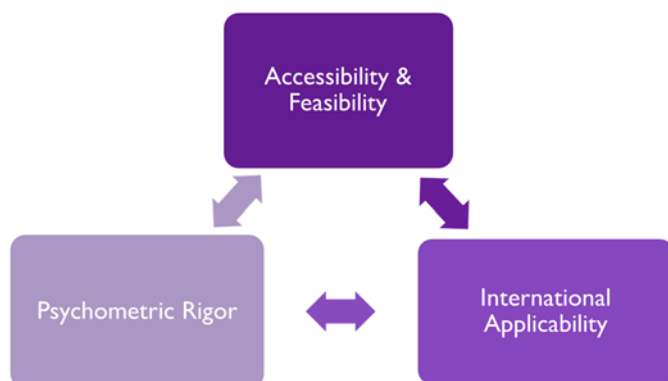 Accessibility &
Feasibility
Psychometric Rigor
International
Applicability